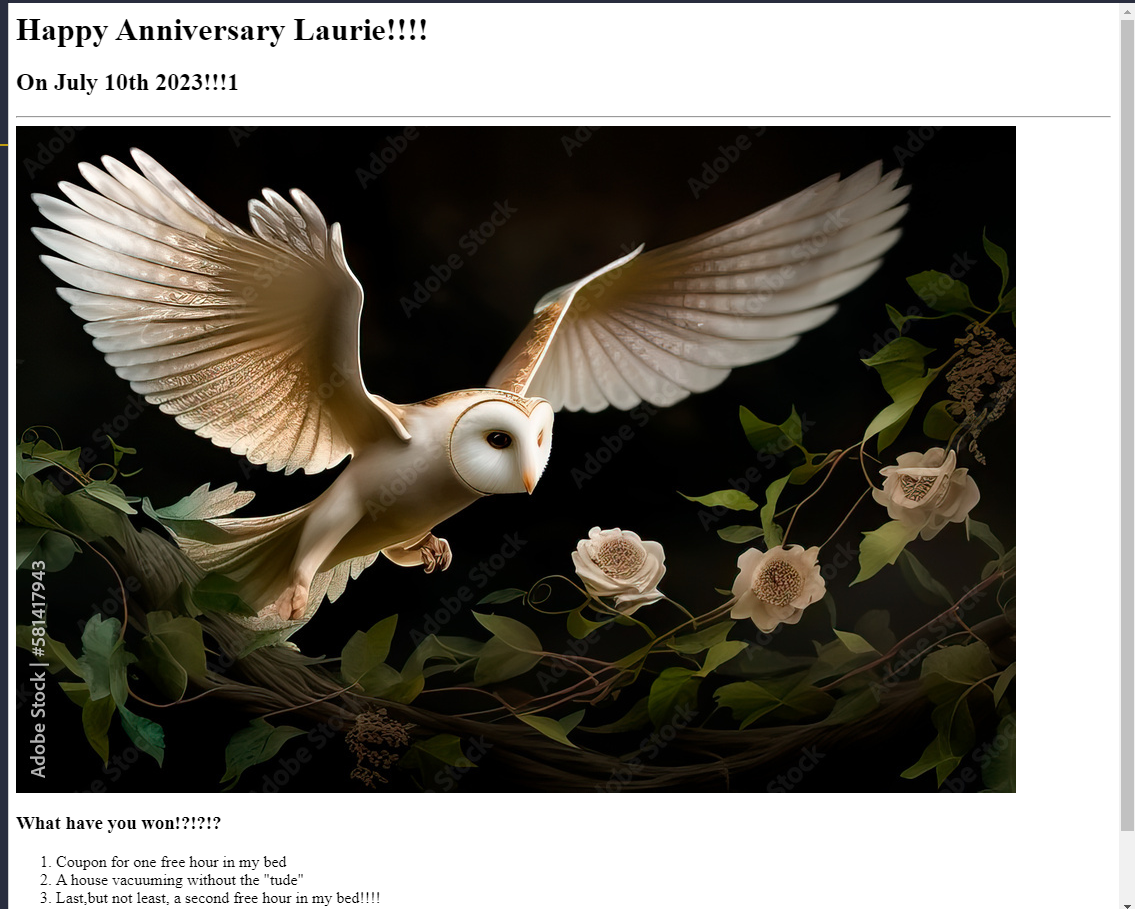 Happy Anniversary Laurie!!!!
On July 10th 2023!!!1
Adobe Stock
Adobe Stock | #581417943
What have you won!?!?!?
1. Coupon for one free hour in my bed
2. A house vacuuming without the "tude"
3. Last,but not least, a second free hour in my bed!!!!